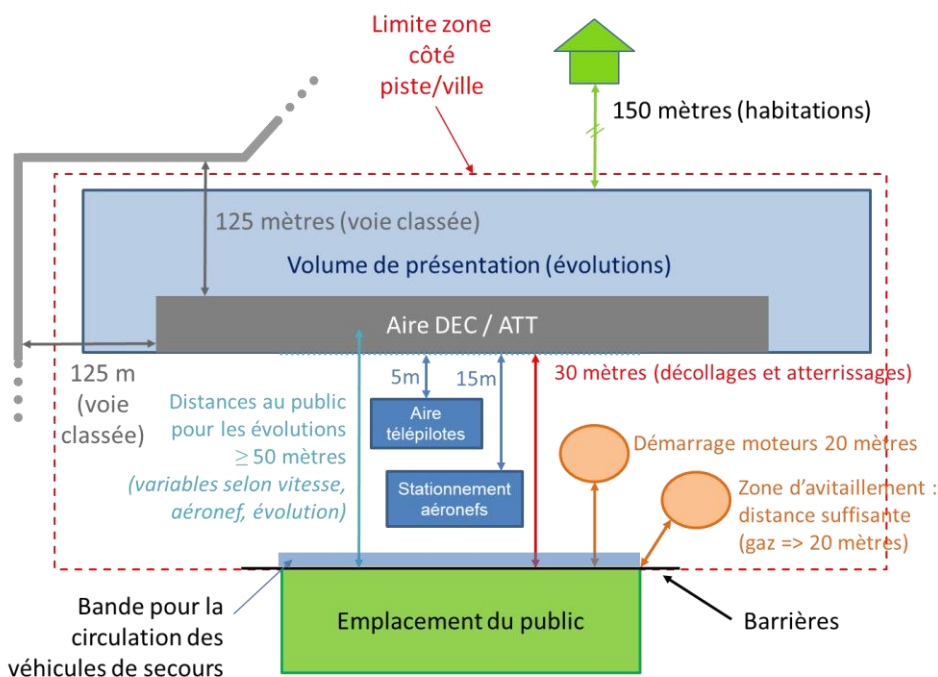 Limite zone
côté
piste/ville
150 mètres (habitations)
125 mètres (voie classée)
Volume de présentation (évolutions)
Aire DEC / ATT
125 m
(voie
classée)
5m
15m
30 mètres (décollages et atterrissages)
Distances au public
pour les évolutions
≥ 50 mètres
(variables selon vitesse,
aéronef, évolution)
Aire
télépilotes
Stationnement
aéronefs
Démarrage moteurs 20 mètres
Zone d’avitaillement :
distance suffisante
(gaz => 20 mètres)
Bande pour la
circulation des
véhicules de secours
Emplacement du public
Barrières